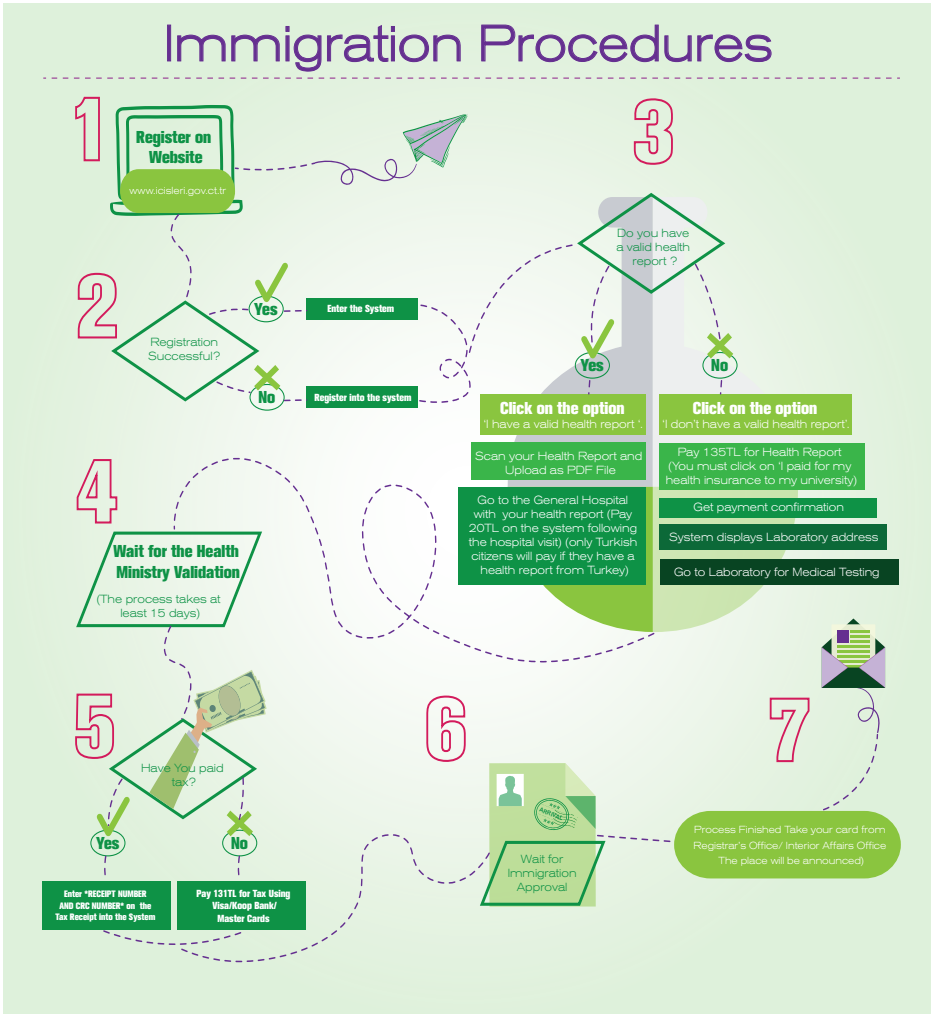 Immigration Procedures
1
Register on
Website
www.icisleri.gov.ct.tr
2
Registration
Successful?
Yes
Enter the System
No
Register into the system
3
Do you have
a valid health
report ?
Yes
Click on the option
'I have a valid health report '.
Scan your Health Report and
Upload as PDF File
Go to the General Hospital
with your health report (Pay
20TL on the system following
the hospital visit) (only Turkish
citizens will pay if they have a
health report from Turkey)
No
Click on the option
'I don't have a valid health report'.
Pay 135TL for Health Report
(You must click on 'I paid for my
health insurance to my university)
Get payment confirmation
System displays Laboratory address
Go to Laboratory for Medical Testing
4
Wait for the Health
Ministry Validation
(The process takes at
least 15 days)
5
Have You paid
tax?
Yes
Enter *RECEIPT NUMBER
AND CRC NUMBER* on the
Tax Receipt into the System
No
Pay 131TL for Tax Using
Visa/Koop Bank/
Master Cards
6
ARRIVAL
Wait for
Immigration
Approval
7
Process Finished Take your card from
Registrar's Office/ Interior Affairs Office
The place will be announced)